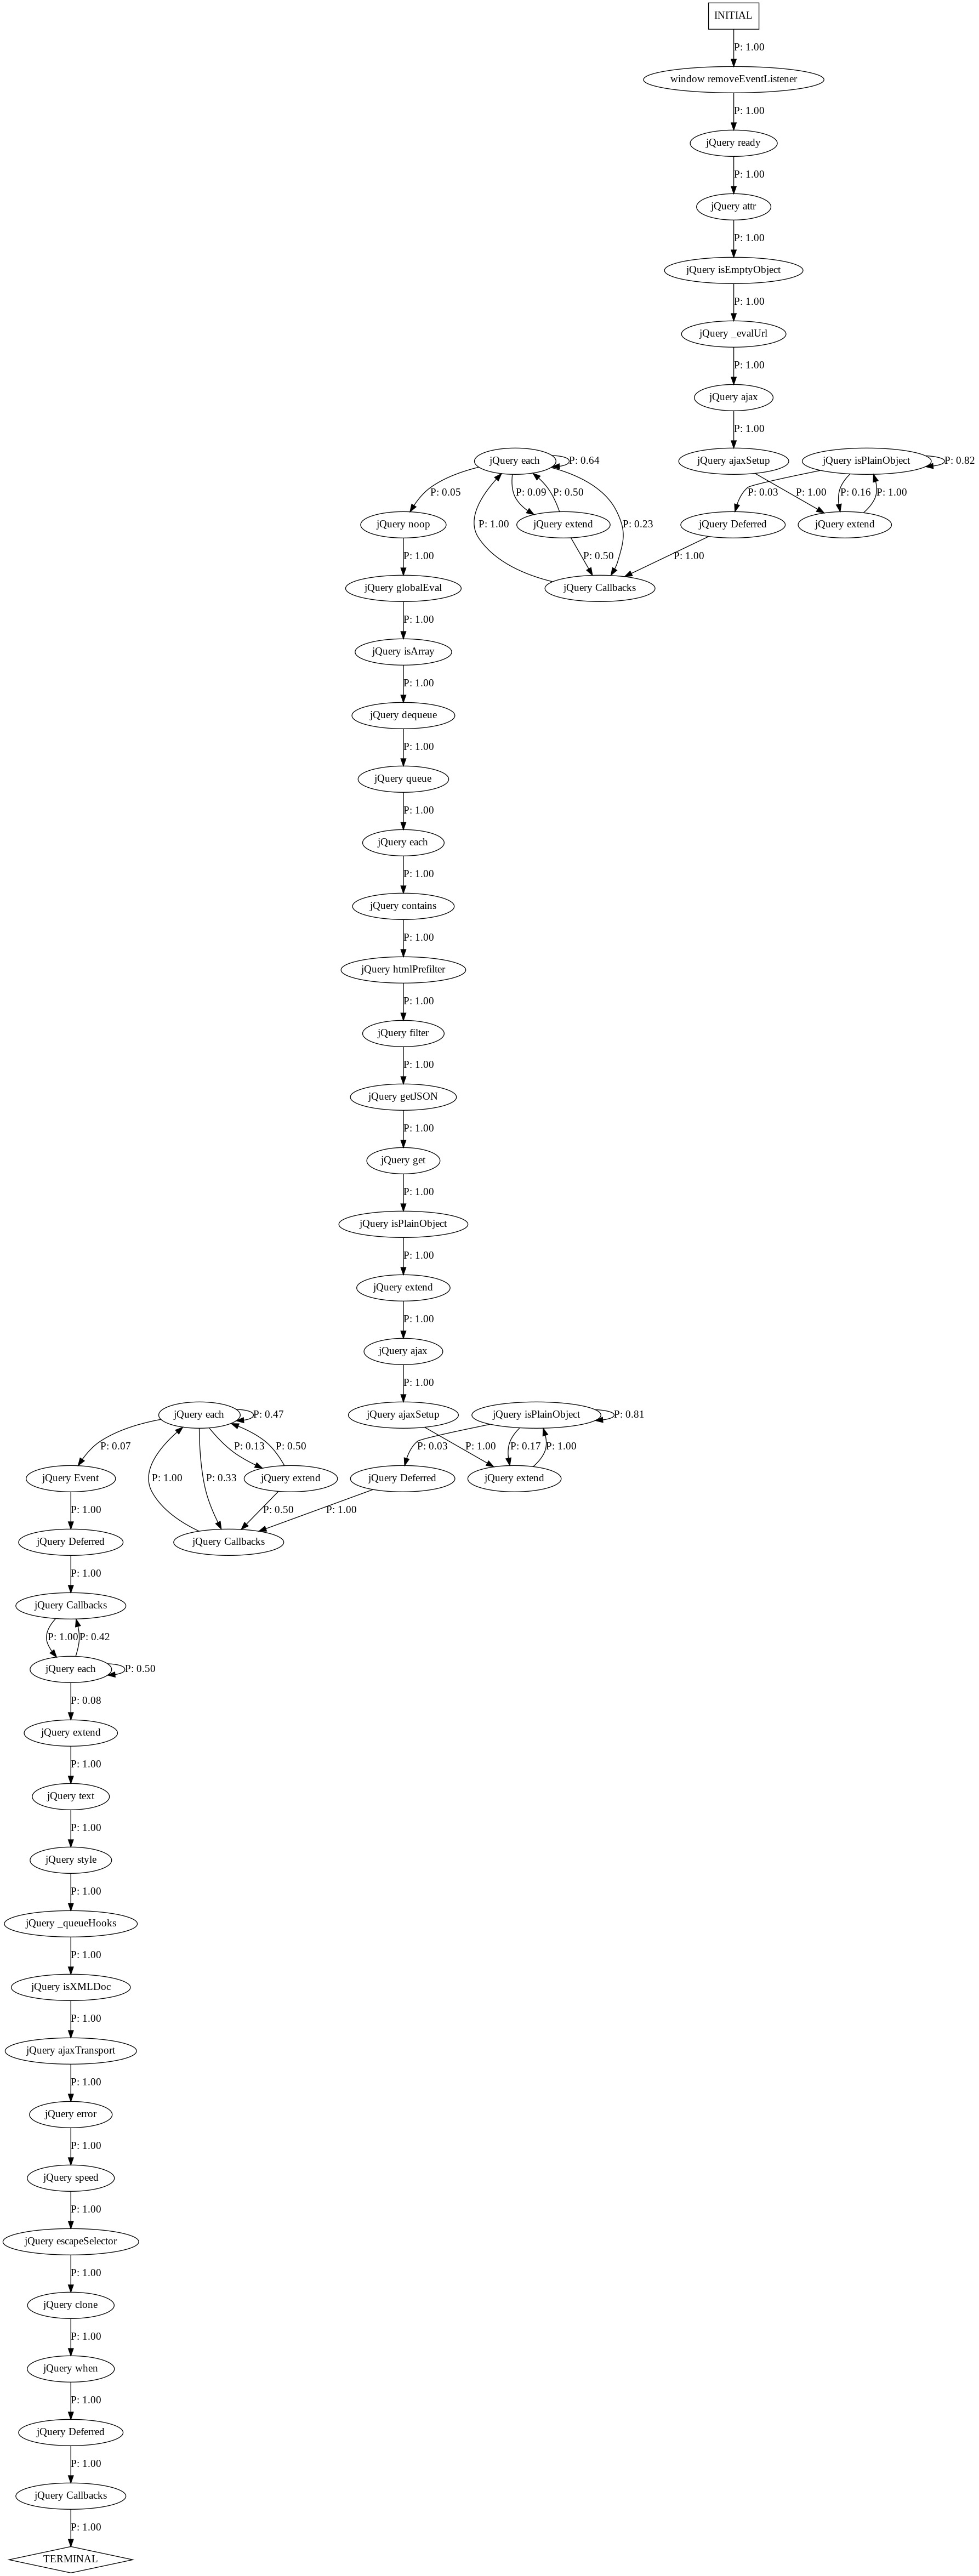 INITIAL
P: 1.00
window removeEventListener
P: 1.00
jQuery ready
P: 1.00
jQuery attr
P: 1.00
jQuery isEmptyObject
P: 1.00
jQuery _evalUrl
P: 1.00
jQuery ajax
P: 1.00
jQuery each
P: 0.64
jQuery ajaxSetup
jQuery isPlainObject
P: 0.82
P: 0.05
P: 0.09
P: 0.50
P: 0.03
P: 1.00
P: 0.16
P: 1.00
jQuery noop
P: 1.00
jQuery extend
P: 0.23
jQuery Deferred
jQuery extend
P: 1.00
P: 0.50
P: 1.00
jQuery globalEval
jQuery Callbacks
P: 1.00
jQuery isArray
P: 1.00
jQuery dequeue
P: 1.00
jQuery queue
P: 1.00
jQuery each
P: 1.00
jQuery contains
P: 1.00
jQuery htmlPrefilter
P: 1.00
jQuery filter
P: 1.00
jQuery getJSON
P: 1.00
jQuery get
P: 1.00
jQuery isPlainObject
P: 1.00
jQuery extend
P: 1.00
jQuery ajax
P: 1.00
jQuery each
P: 0.47
jQuery ajaxSetup
jQuery isPlainObject
P: 0.81
P: 0.07
P: 0.13
P: 0.50
P: 0.03
P: 1.00
P: 0.17
P: 1.00
jQuery Event
P: 1.00
P: 0.33
jQuery extend
jQuery Deferred
jQuery extend
P: 1.00
P: 0.50
P: 1.00
jQuery Deferred
jQuery Callbacks
P: 1.00
jQuery Callbacks
P: 1.00
P: 0.42
jQuery each
P: 0.50
P: 0.08
jQuery extend
P: 1.00
jQuery text
P: 1.00
jQuery style
P: 1.00
jQuery _queueHooks
P: 1.00
jQuery isXMLDoc
P: 1.00
jQuery ajaxTransport
P: 1.00
jQuery error
P: 1.00
jQuery speed
P: 1.00
jQuery escapeSelector
P: 1.00
jQuery clone
P: 1.00
jQuery when
P: 1.00
jQuery Deferred
P: 1.00
jQuery Callbacks
P: 1.00
TERMINAL